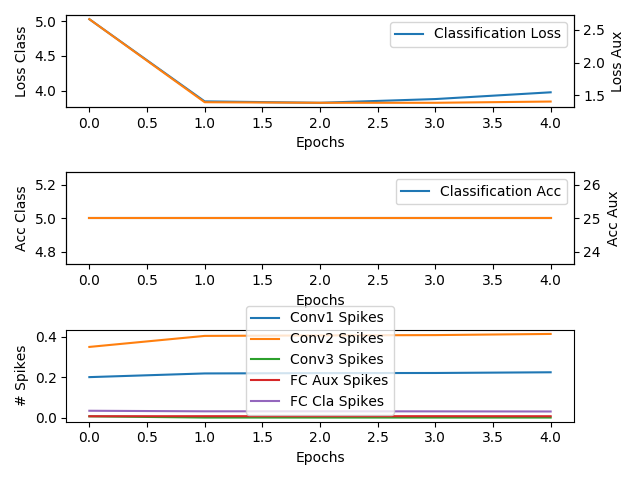 Loss Class
5.0
4.5
4.0
Classification Loss
2.5
2.0
1.5
Loss Aux
0.0 0.5 1.0 1.5 2.0 2.5 3.0 3.5 4.0
Epochs
Acc Class
5.2
5.0
4.8
Classification Acc
26
25
24
Acc Aux
0.0 0.5 1.0 1.5 2.0 2.5 3.0 3.5 4.0
Epochs
# Spikes
0.4
0.2
0.0
Conv1 Spikes
Conv2 Spikes
Conv3 Spikes
FC Aux Spikes
FC Cla Spikes
0.0 0.5 1.0 1.5 2.0 2.5 3.0 3.5 4.0
Epochs